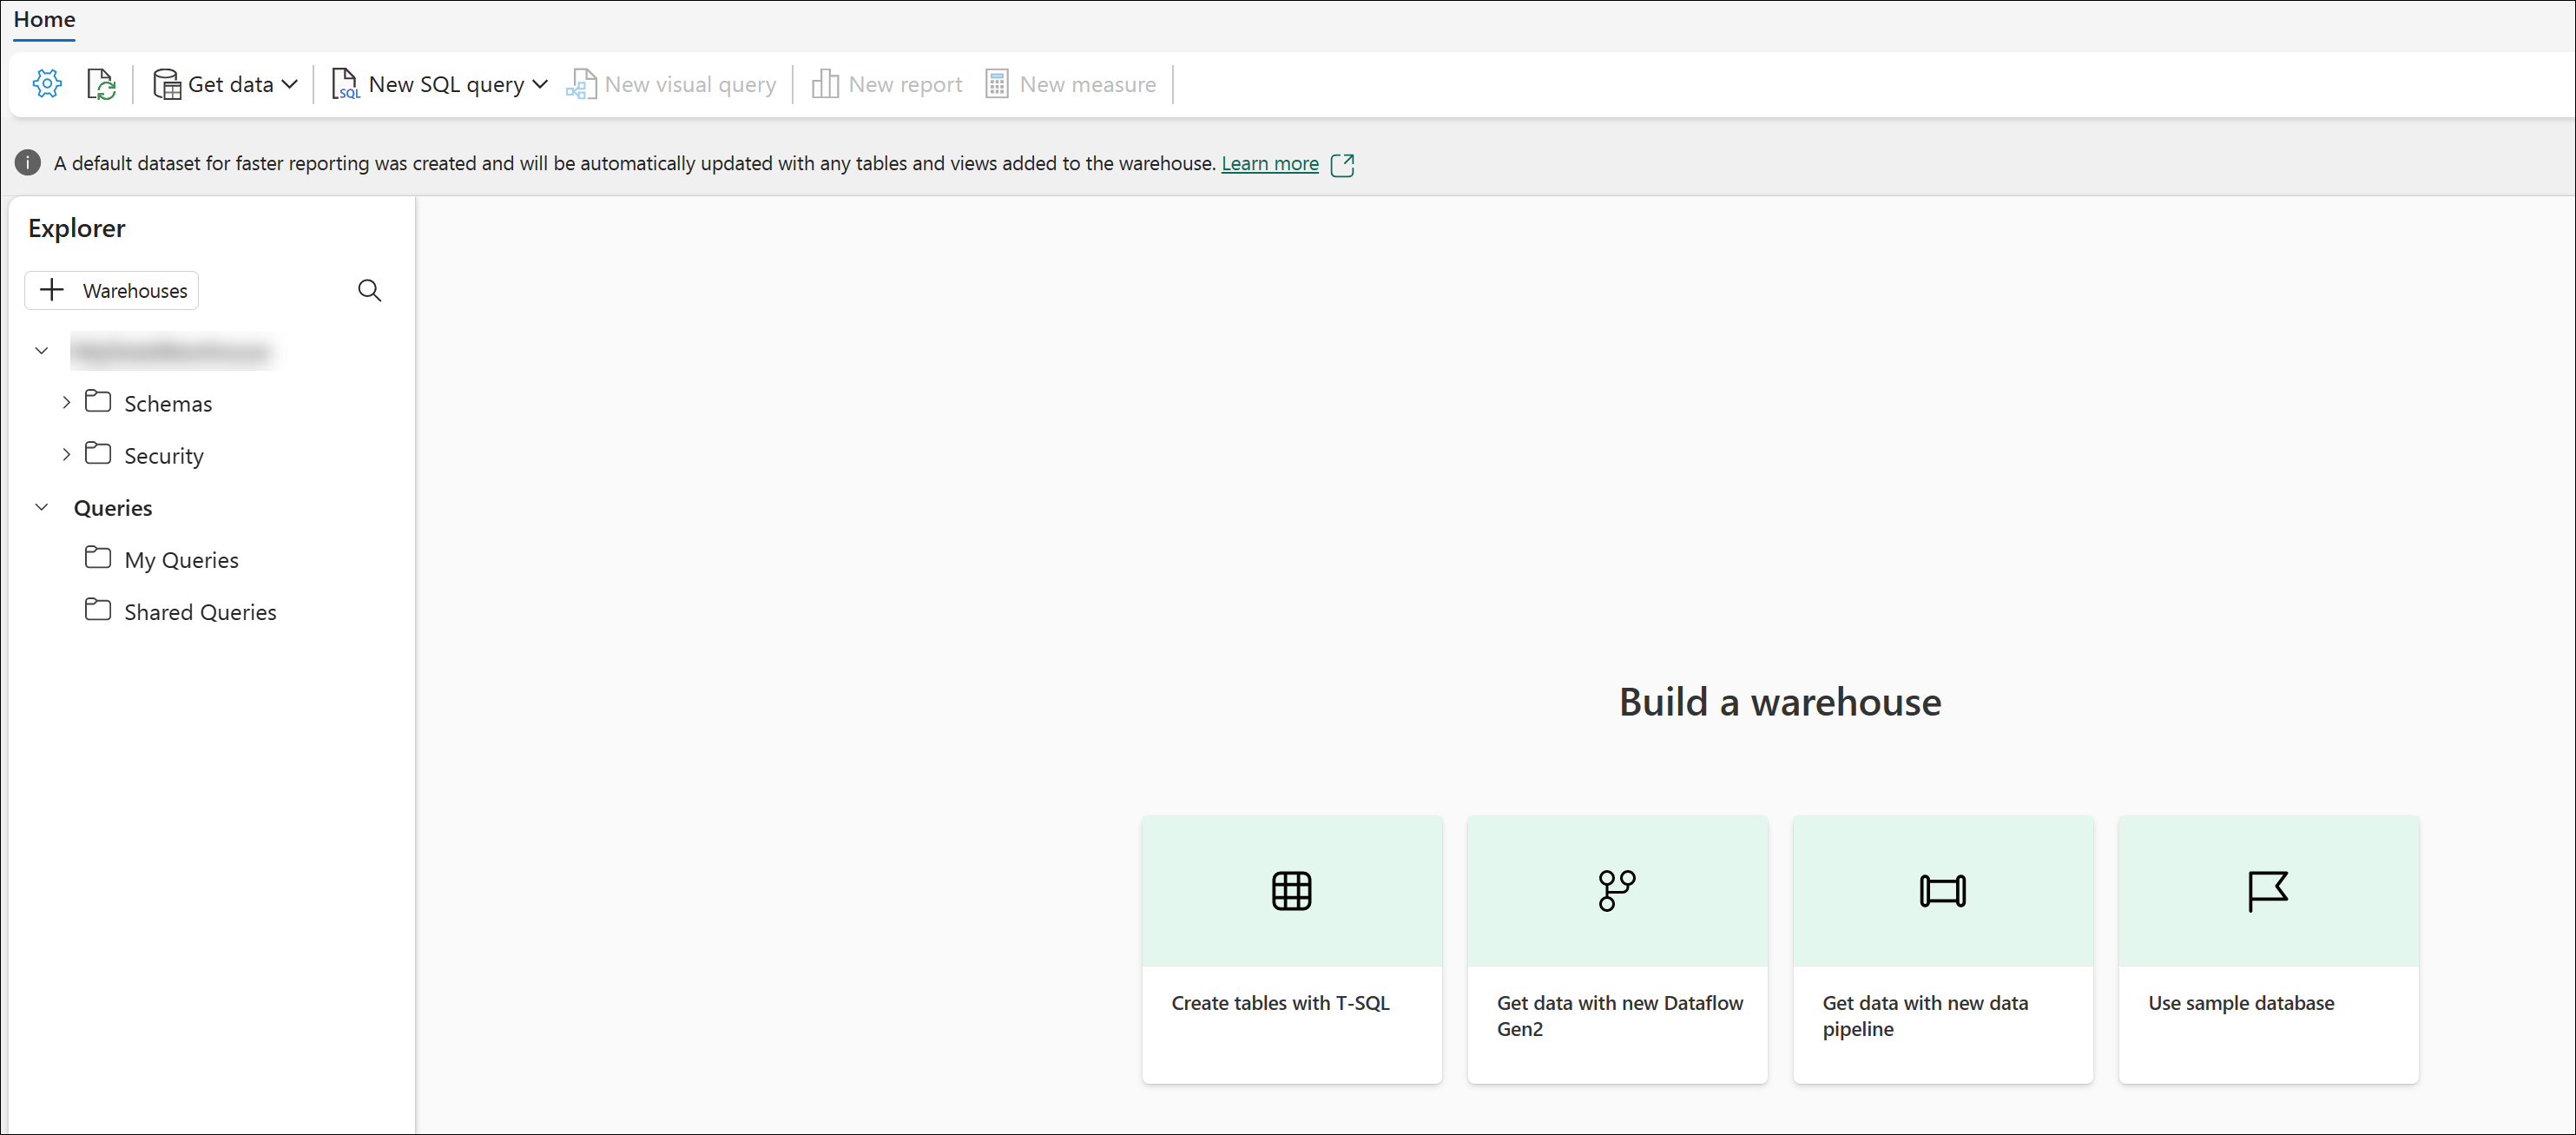 Home
Get data
SQL
New SQL query
New visual query
New report
New measure
A default dataset for faster reporting was created and will be automatically updated with any tables and views added to the warehouse. Learn more
Explorer
Warehouses
Schemas
Security
Queries
My Queries
Shared Queries
Build a warehouse
Create tables with T-SQL
Get data with new Dataflow
Gen2
Get data with new data
pipeline
Use sample database